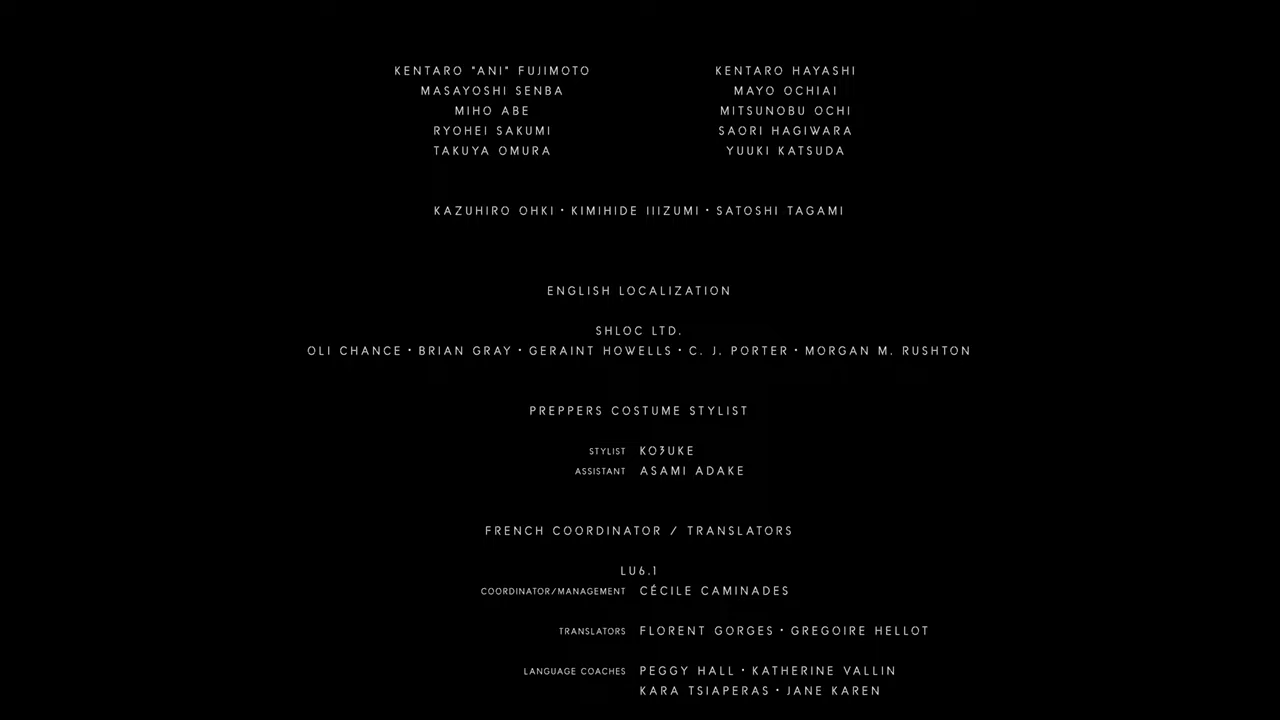 KENTARO "ANI" FUJIMOTO KENTARO HAYASHI
MASAYOSHI SENBA MAYO OCHIAI
MIHO ABE MITSUNOBU OCHI
RYOHEI SAKUMI SAORI HAGIWARA
TAKUYA OMURA YUUKI KATSUDA
KAZUHIRO OHKI • KIMIHIDE IIIZUMI • SATOSHI TAGAMI
ENGLISH LOCALIZATION
SHLOC LTD.
OLI CHANCE • BRIAN GRAY • GERAINT HOWELLS • C. J. PORTER • MORGAN M. RUSHTON
PREPPERS COSTUME STYLIST
STYLIST KO3UKE
ASSISTANT ASAMI ADAKE
FRENCH COORDINATOR / TRANSLATORS
LU6.1
COORDINATOR/MANAGEMENT CÉCILE CAMINADES
TRANSLATORS FLORENT GORGES • GREGOIRE HELLOT
LANGUAGE COACHES PEGGY HALL • KATHERINE VALLIN
KARA TSIAPERAS • JANE KAREN